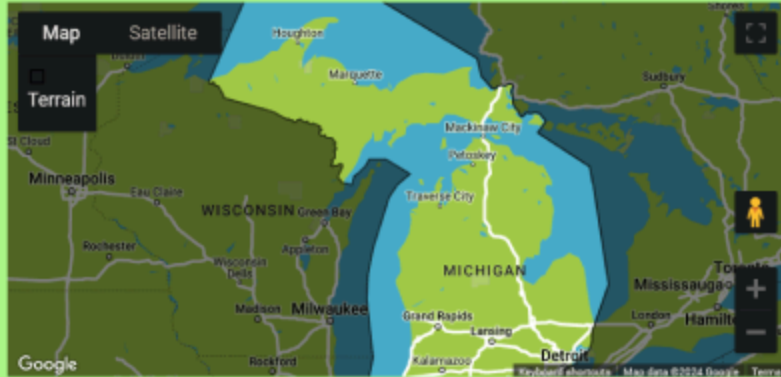 Map
Satellite
Terrain
Houghton
Marquette
Sudbury
Mackinaw City
Petoskey
St Cloud
Minneapolis
Eau Claire
WISCONSIN
Green Bay
Traverse City
Appleton
Rochester
Wisconsin
Dells
MICHIGAN
Mississauga
Madison
Milwaukee
Grand Rapids
London
Lansing
Detroit
Rockford
Kalamazoo
Google
Keyboard shortcuts
Map data ©2024 Google